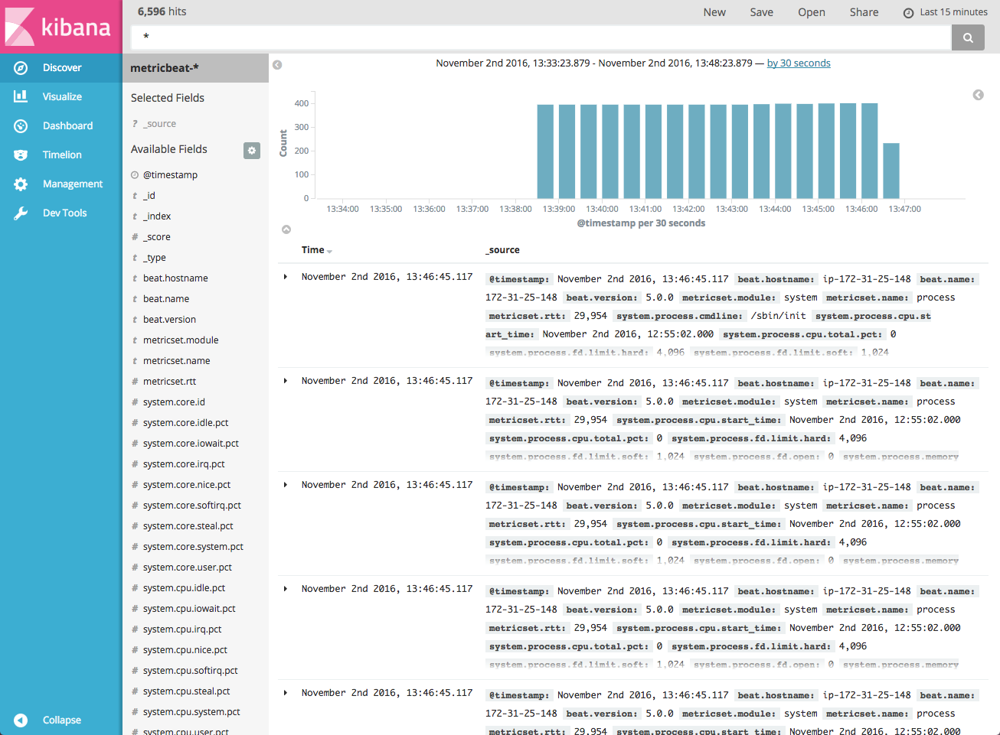 kibana
Discover
Visualize
Dashboard
Timelion
Management
Dev Tools
Collapse
6,596 hits
New Save Open Share Last 15 minutes
*
metricbeat-*
Selected Fields
? _source
Available Fields
@timestamp
t _id
t _index
# _score
t _type
t beat.hostname
t beat.name
t beat.version
t metricset.module
t metricset.name
# metricset.rtt
# system.core.id
# system.core.idle.pct
# system.core.iowait.pct
# system.core.irq.pct
# system.core.nice.pct
# system.core.softirq.pct
# system.core.steal.pct
# system.core.system.pct
# system.core.user.pct
# system.cpu.idle.pct
# system.cpu.iowait.pct
# system.cpu.irq.pct
# system.cpu.nice.pct
# system.cpu.softirq.pct
# system.cpu.steal.pct
# system.cpu.system.pct
# system.cpu.user.pct
November 2nd 2016, 13:33:23.879 - November 2nd 2016, 13:48:23.879 — by 30 seconds
Count
400
300
200
100
0
13:34:00 13:35:00 13:36:00 13:37:00 13:38:00 13:39:00 13:40:00 13:41:00 13:42:00 13:43:00 13:44:00 13:45:00 13:46:00 13:47:00
@timestamp per 30 seconds
Time _source
November 2nd 2016, 13:46:45.117 @timestamp: November 2nd 2016, 13:46:45.117 beat.hostname: ip-172-31-25-148 beat.name:
172-31-25-148 beat.version: 5.0.0 metricset.module: system metricset.name: process
metricset.rtt: 29,954 system.process.cmdline: /sbin/init system.process.cpu.st
art_time: November 2nd 2016, 12:55:02.000 system.process.cpu.total.pct: 0
system.process.fd.limit.hard: 4,096 system.process.fd.limit.soft: 1,024
November 2nd 2016, 13:46:45.117 @timestamp: November 2nd 2016, 13:46:45.117 beat.hostname: ip-172-31-25-148 beat.name:
172-31-25-148 beat.version: 5.0.0 metricset.module: system metricset.name: process
metricset.rtt: 29,954 system.process.cpu.start_time: November 2nd 2016, 12:55:02.000
system.process.cpu.total.pct: 0 system.process.fd.limit.hard: 4,096
system.process.fd.limit.soft: 1,024 system.process.fd.open: 0 system.process.memory
November 2nd 2016, 13:46:45.117 @timestamp: November 2nd 2016, 13:46:45.117 beat.hostname: ip-172-31-25-148 beat.name:
172-31-25-148 beat.version: 5.0.0 metricset.module: system metricset.name: process
metricset.rtt: 29,954 system.process.cpu.start_time: November 2nd 2016, 12:55:02.000
system.process.cpu.total.pct: 0 system.process.fd.limit.hard: 4,096
system.process.fd.limit.soft: 1,024 system.process.fd.open: 0 system.process.memory
November 2nd 2016, 13:46:45.117 @timestamp: November 2nd 2016, 13:46:45.117 beat.hostname: ip-172-31-25-148 beat.name:
172-31-25-148 beat.version: 5.0.0 metricset.module: system metricset.name: process
metricset.rtt: 29,954 system.process.cpu.start_time: November 2nd 2016, 12:55:02.000
system.process.cpu.total.pct: 0 system.process.fd.limit.hard: 4,096
system.process.fd.limit.soft: 1,024 system.process.fd.open: 0 system.process.memory
November 2nd 2016, 13:46:45.117 @timestamp: November 2nd 2016, 13:46:45.117 beat.hostname: ip-172-31-25-148 beat.name:
172-31-25-148 beat.version: 5.0.0 metricset.module: system metricset.name: process
metricset.rtt: 29,954 system.process.cpu.start_time: November 2nd 2016, 12:55:02.000